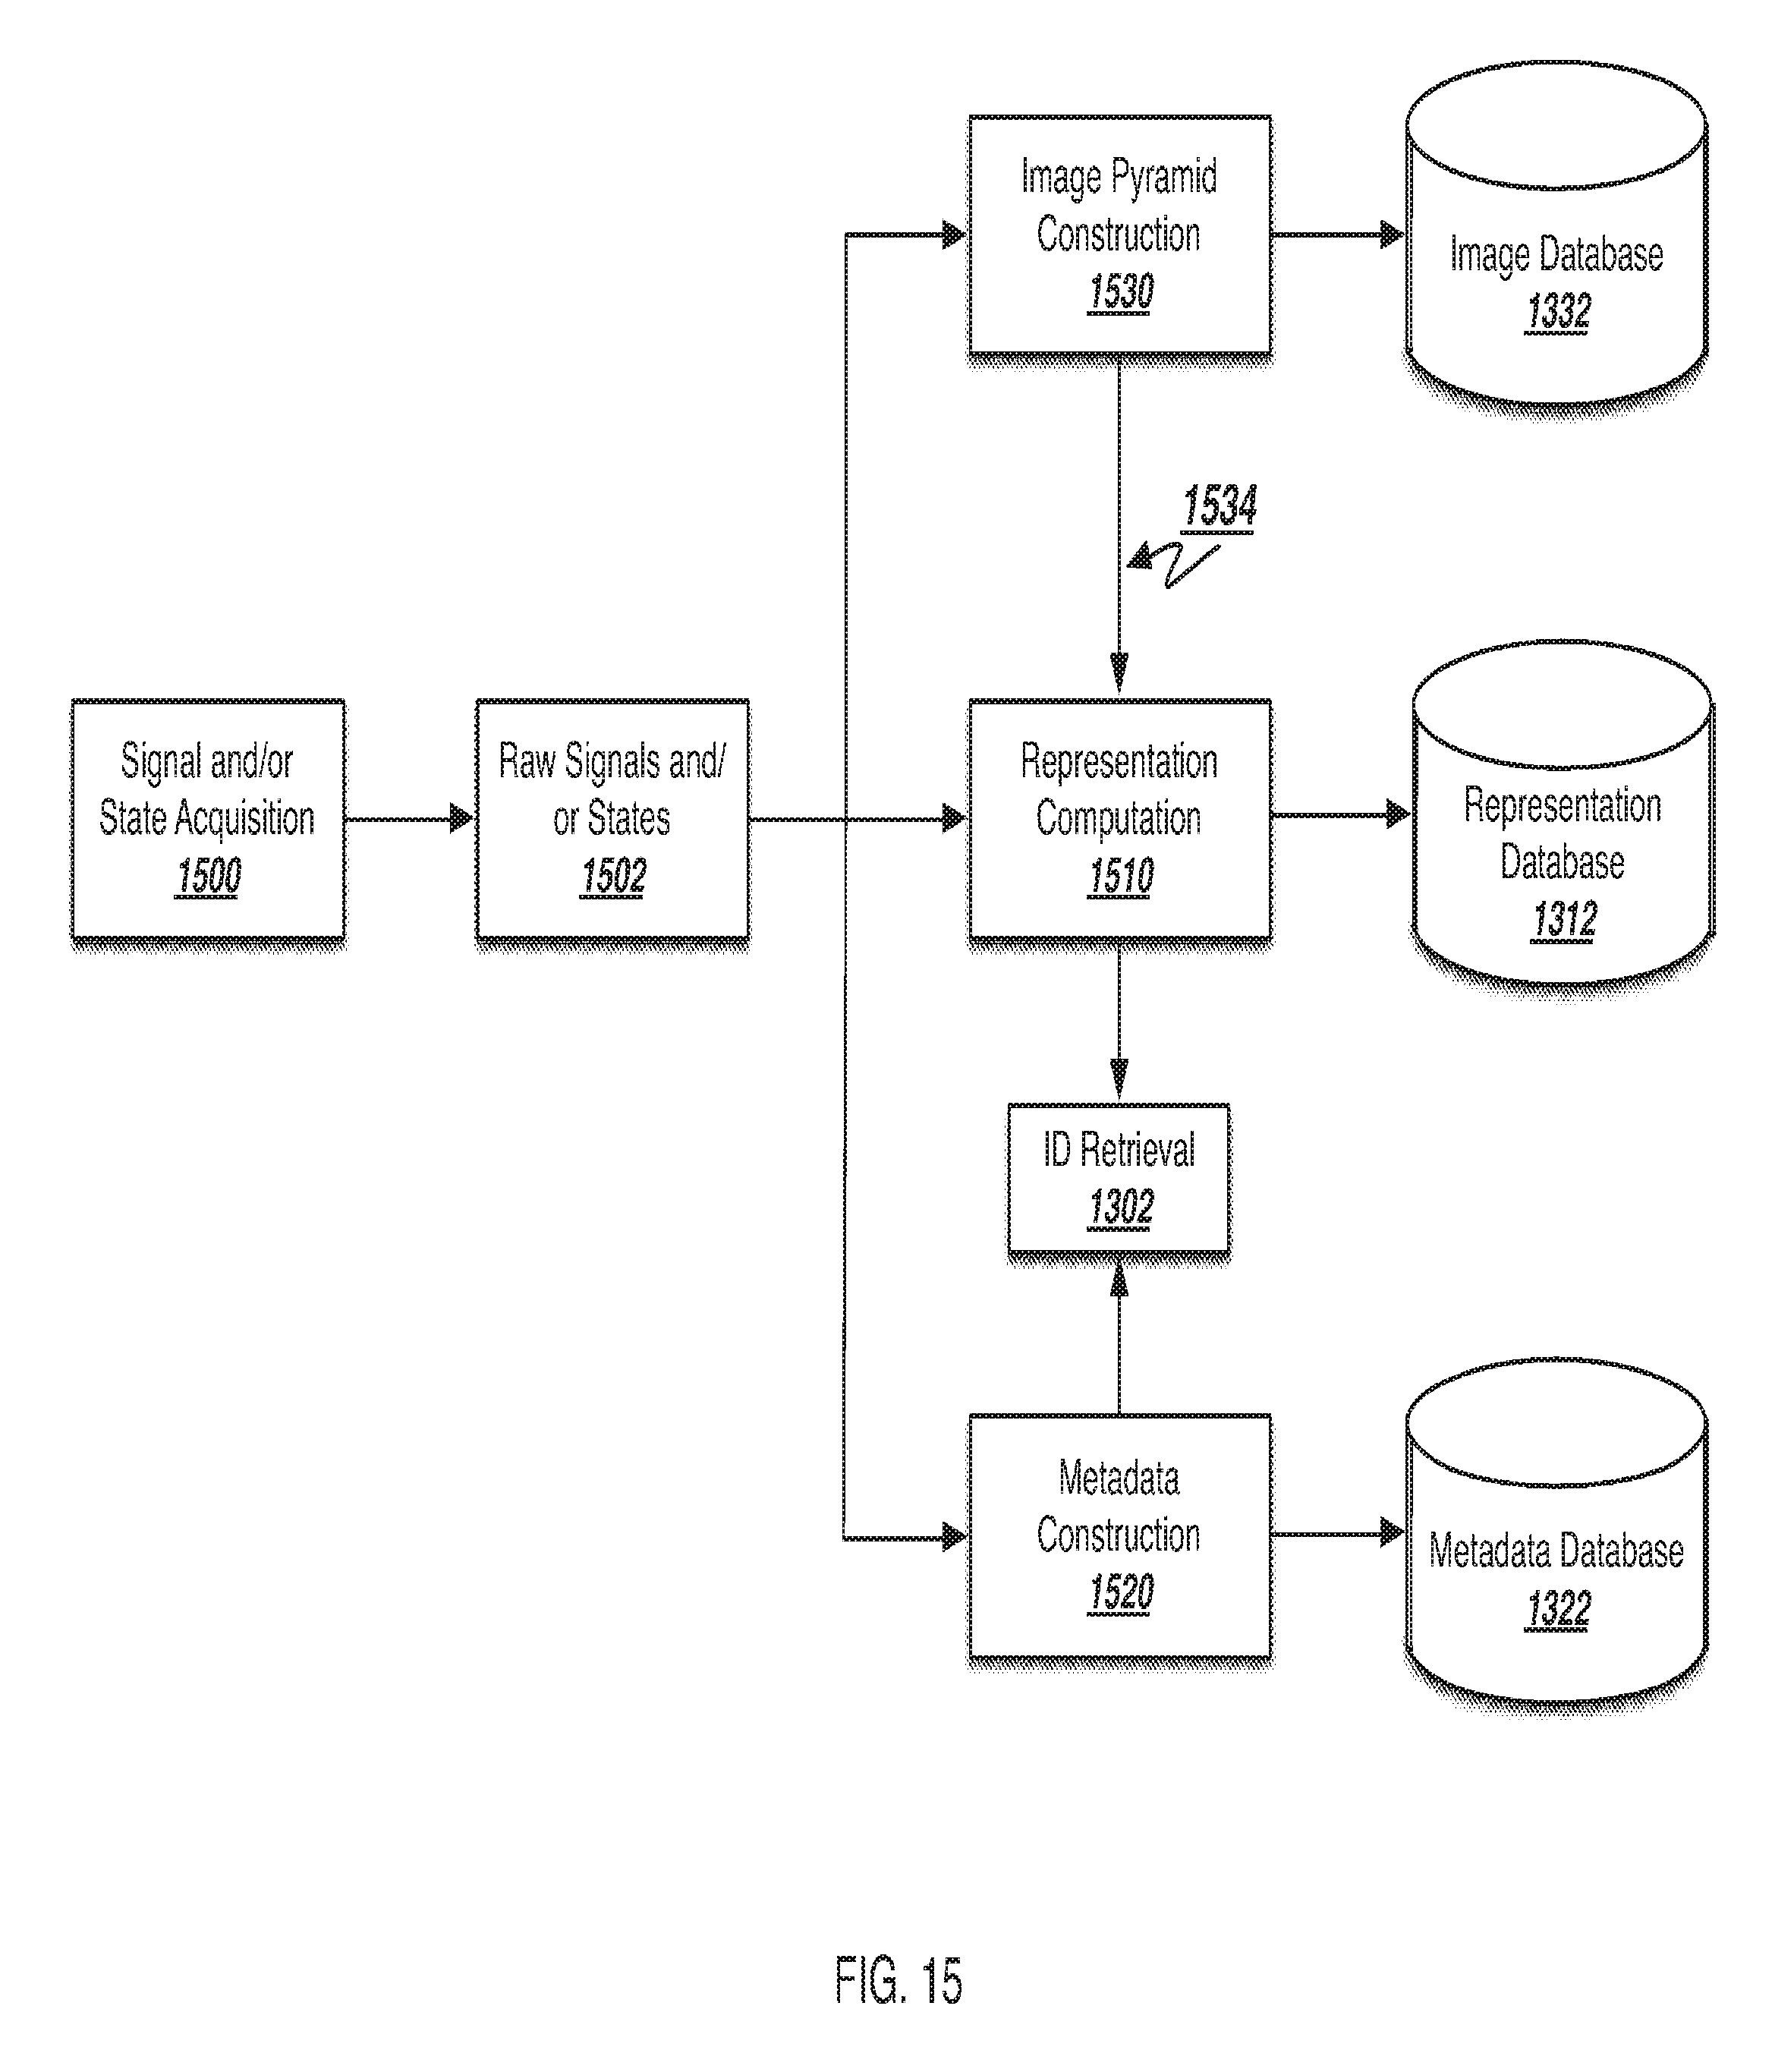 Image Pyramid
Construction
1530
Image Database
1332
1534
Signal and/or
State Acquisition
1500
Raw Signals and/
or States
1502
Representation
Computation
1510
Representation
Database
1312
ID Retrieval
1302
Metadata
Construction
1520
Metadata Database
1322
FIG. 15